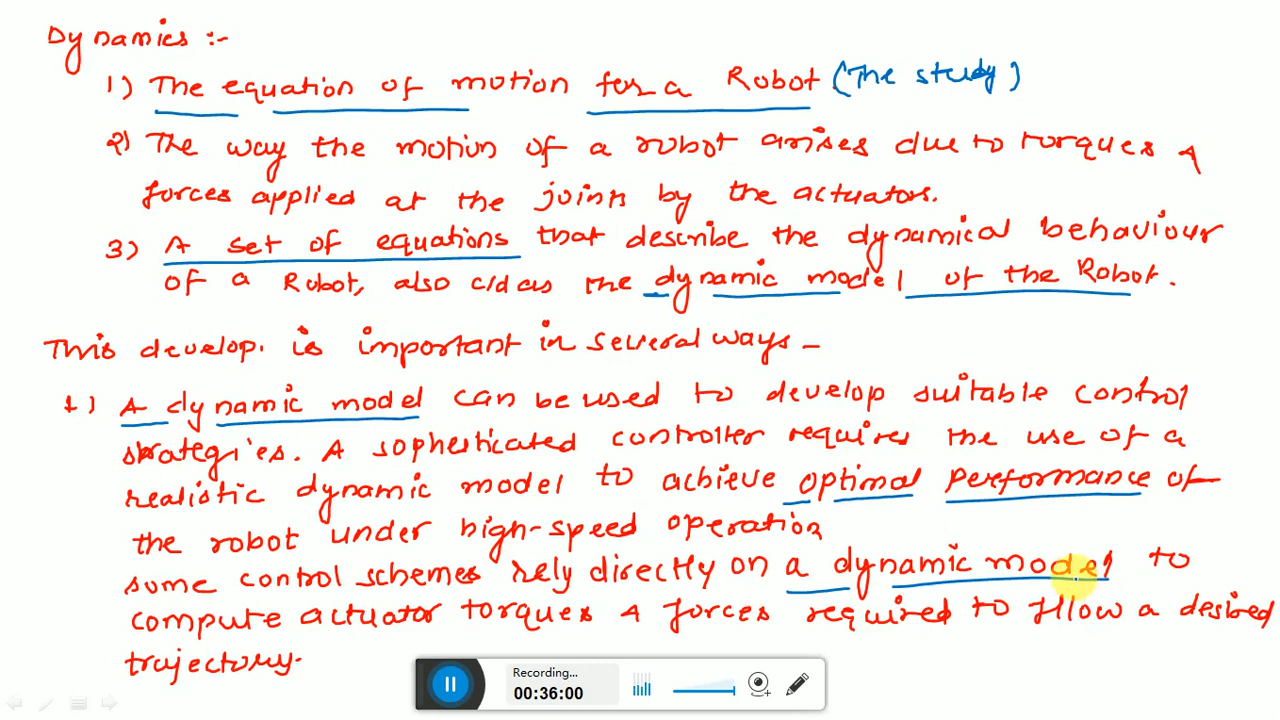 Dynamics :-
1) The equation of motion for a Robot (The study)
2) The way the motion of a robot arises due to torques &
forces applied at the joints by the actuators.
3) A set of equations that describe the dynamical behaviour
of a Robot, also c/d as the dynamic model of the Robot.
This develop. is important in several ways -
1) A dynamic model can be used to develop suitable control
strategies. A sophesticated controller requires the use of a
realistic dynamic model to achieve optimal performance of
the robot under high-speed operation
some control schemes rely directly on a dynamic model to
compute actuator torques & forces required to fllow a desired
trajectory.
Recording...
00:36:00